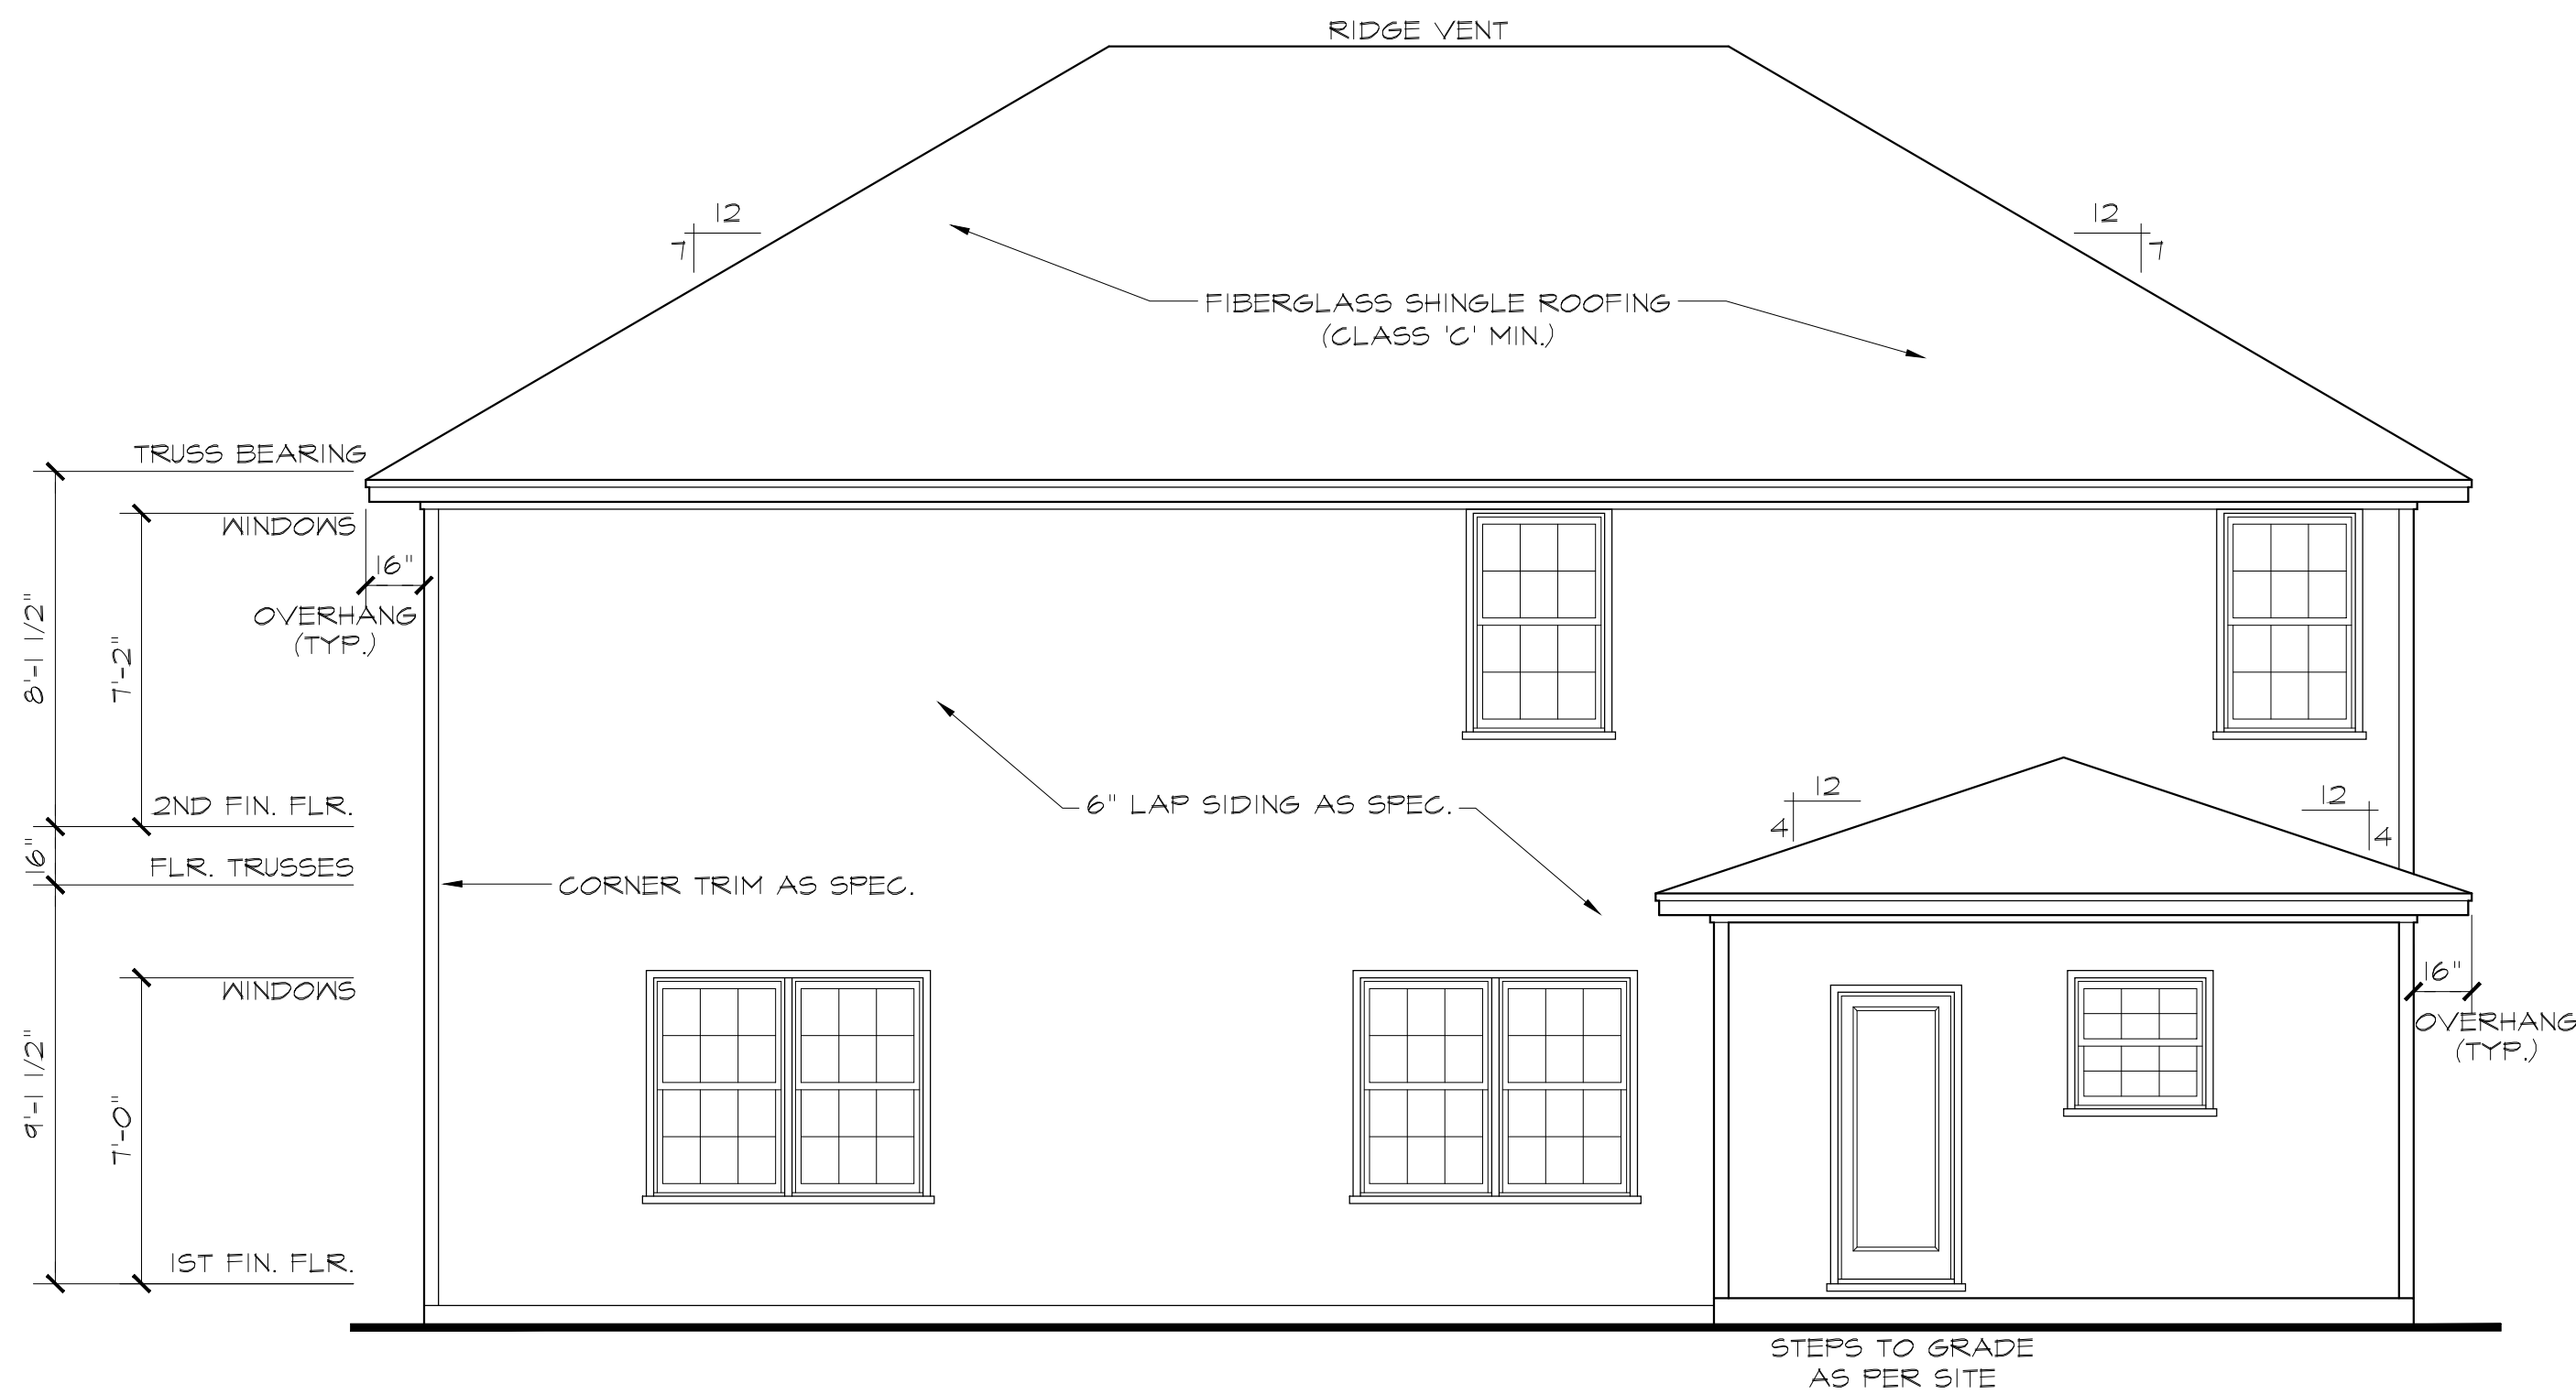 RIDGE VENT
12
7
12
7
FIBERGLASS SHINGLE ROOFING
(CLASS 'C' MIN.)
TRUSS BEARING
WINDOWS
16"
OVERHANG
(TYP.)
8'-1 1/2"
7'-2"
2ND FIN. FLR.
16"
FLR. TRUSSES
6" LAP SIDING AS SPEC.
12
4
12
4
CORNER TRIM AS SPEC.
WINDOWS
16"
OVERHANG
(TYP.)
9'-1 1/2"
7'-0"
1ST FIN. FLR.
STEPS TO GRADE
AS PER SITE